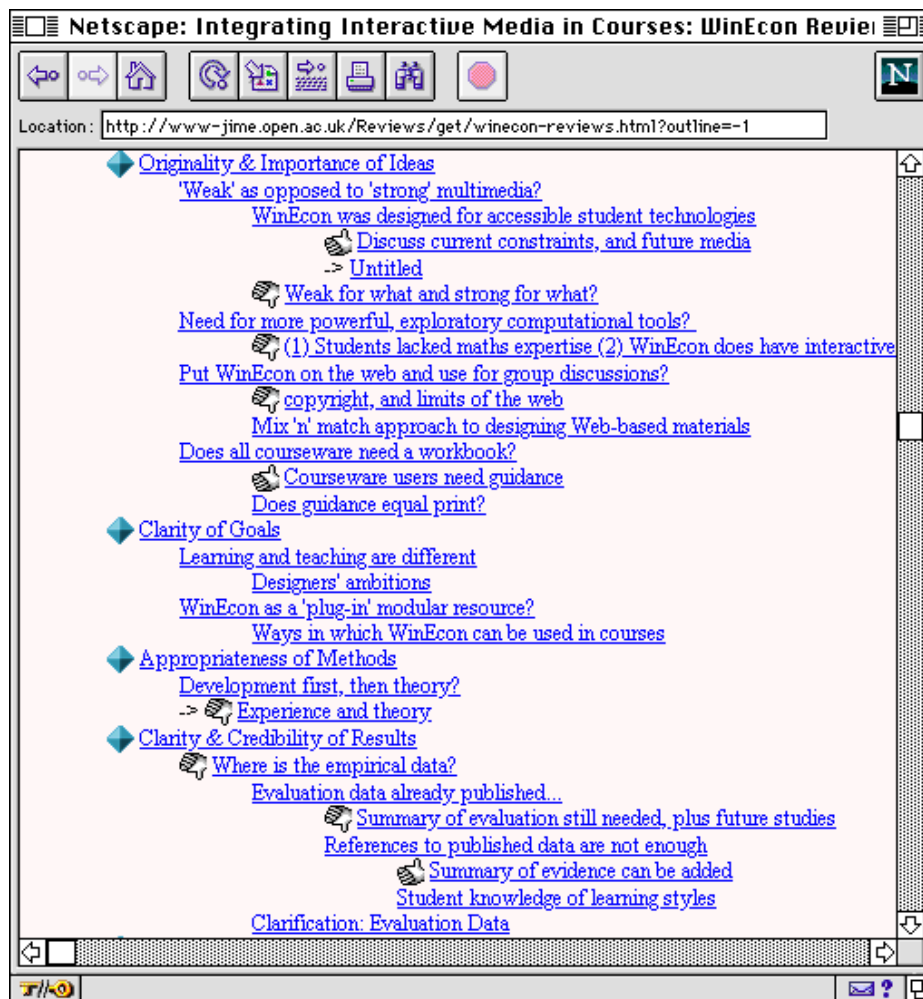 Netscape: Integrating Interactive Media in Courses: WinEcon Review
N
Location: http://www-jime.open.ac.uk/Reviews/get/winecon-reviews.html?outline=-1
Originality & Importance of Ideas
'Weak' as opposed to 'strong' multimedia?
WinEcon was designed for accessible student technologies
Discuss current constraints, and future media
-> Untitled
Weak for what and strong for what?
Need for more powerful, exploratory computational tools?
(1) Students lacked maths expertise (2) WinEcon does have interactive
Put WinEcon on the web and use for group discussions?
copyright, and limits of the web
Mix 'n' match approach to designing Web-based materials
Does all courseware need a workbook?
Courseware users need guidance
Does guidance equal print?
Clarity of Goals
Learning and teaching are different
Designers' ambitions
WinEcon as a 'plug-in' modular resource?
Ways in which WinEcon can be used in courses
Appropriateness of Methods
Development first, then theory?
-> Experience and theory
Clarity & Credibility of Results
Where is the empirical data?
Evaluation data already published...
Summary of evaluation still needed, plus future studies
References to published data are not enough
Summary of evidence can be added
Student knowledge of learning styles
Clarification: Evaluation Data
?